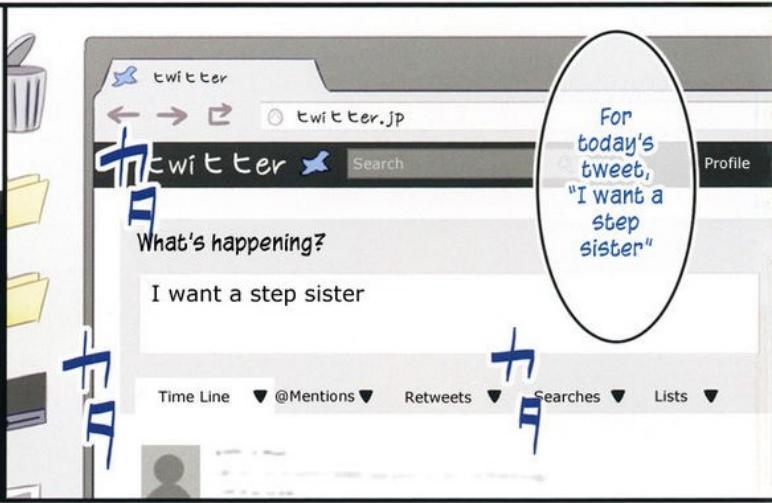 twitter
twitter.jp
twitter
Search
Profile
For
today's
tweet,
"I want a
step
sister"
カタ
What's happening?
I want a step sister
カタ
カタ
Time Line ▼ @Mentions ▼ Retweets ▼ Searches ▼ Lists ▼